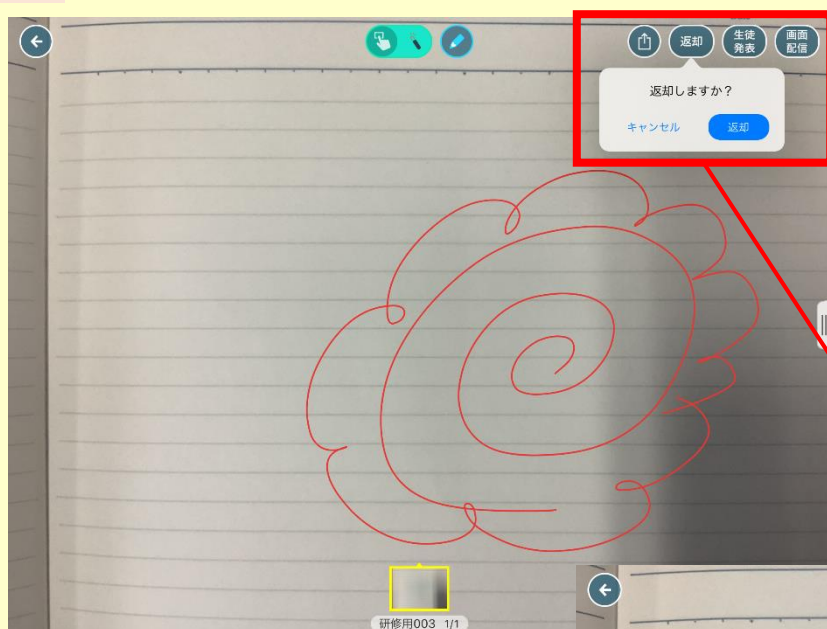 返却
生徒
発表
画面
配信
返却しますか？
キャンセル
返却
研修用003 1/1